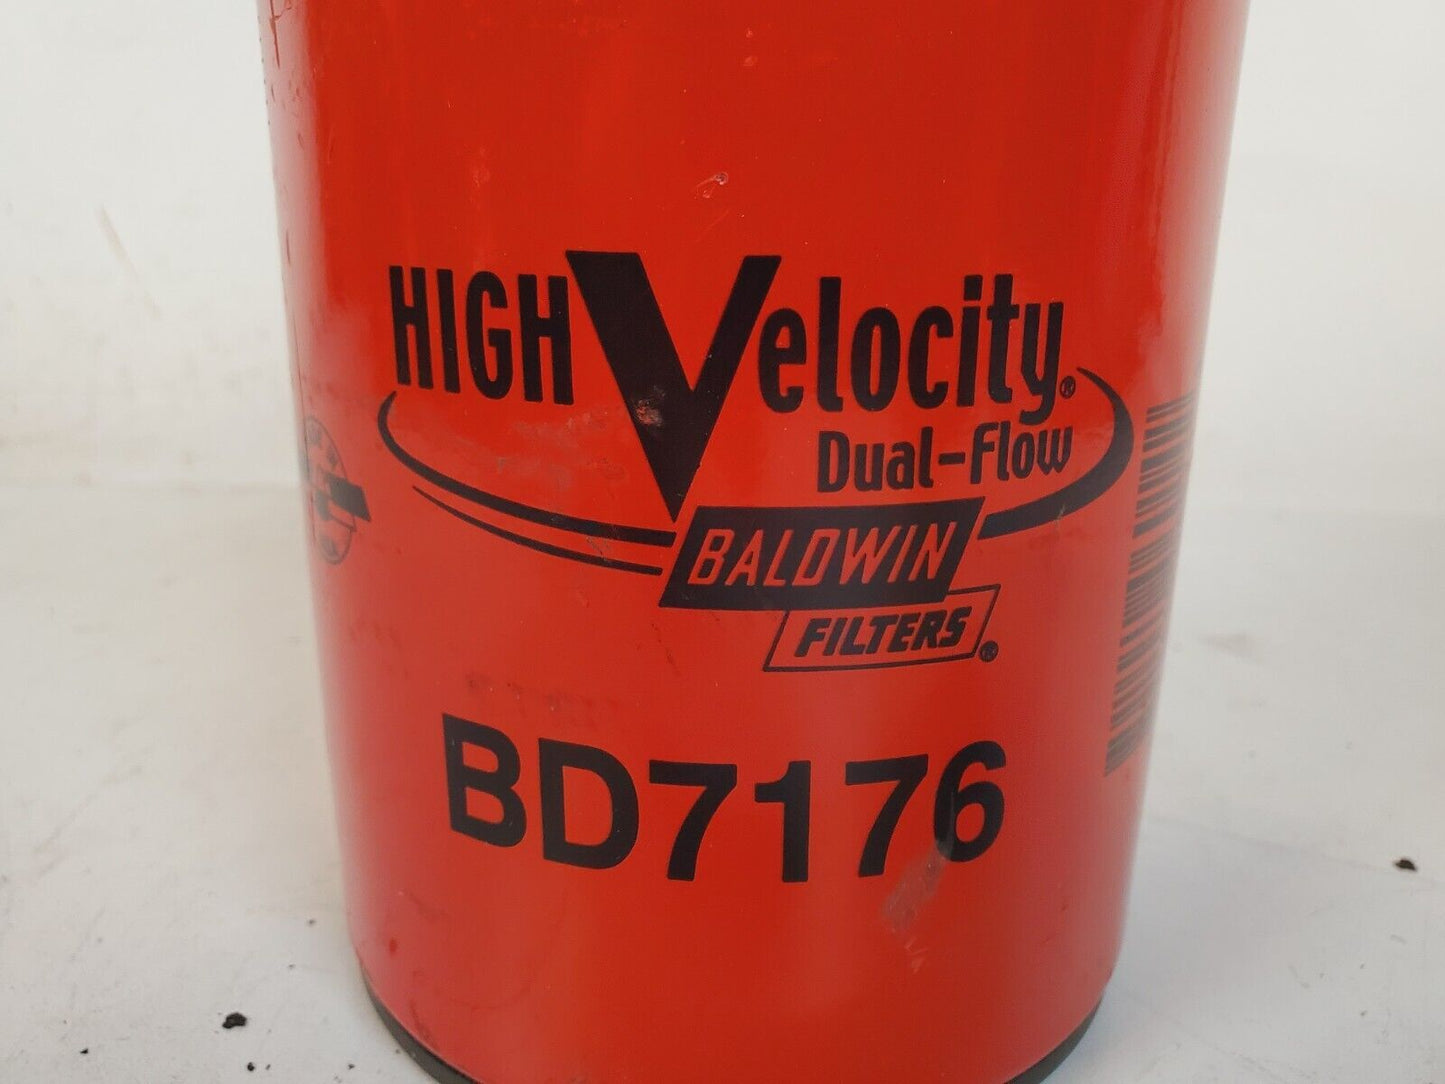 HIGH Velocity®
Dual-Flow
BALDWIN
FILTERS®
BD7176